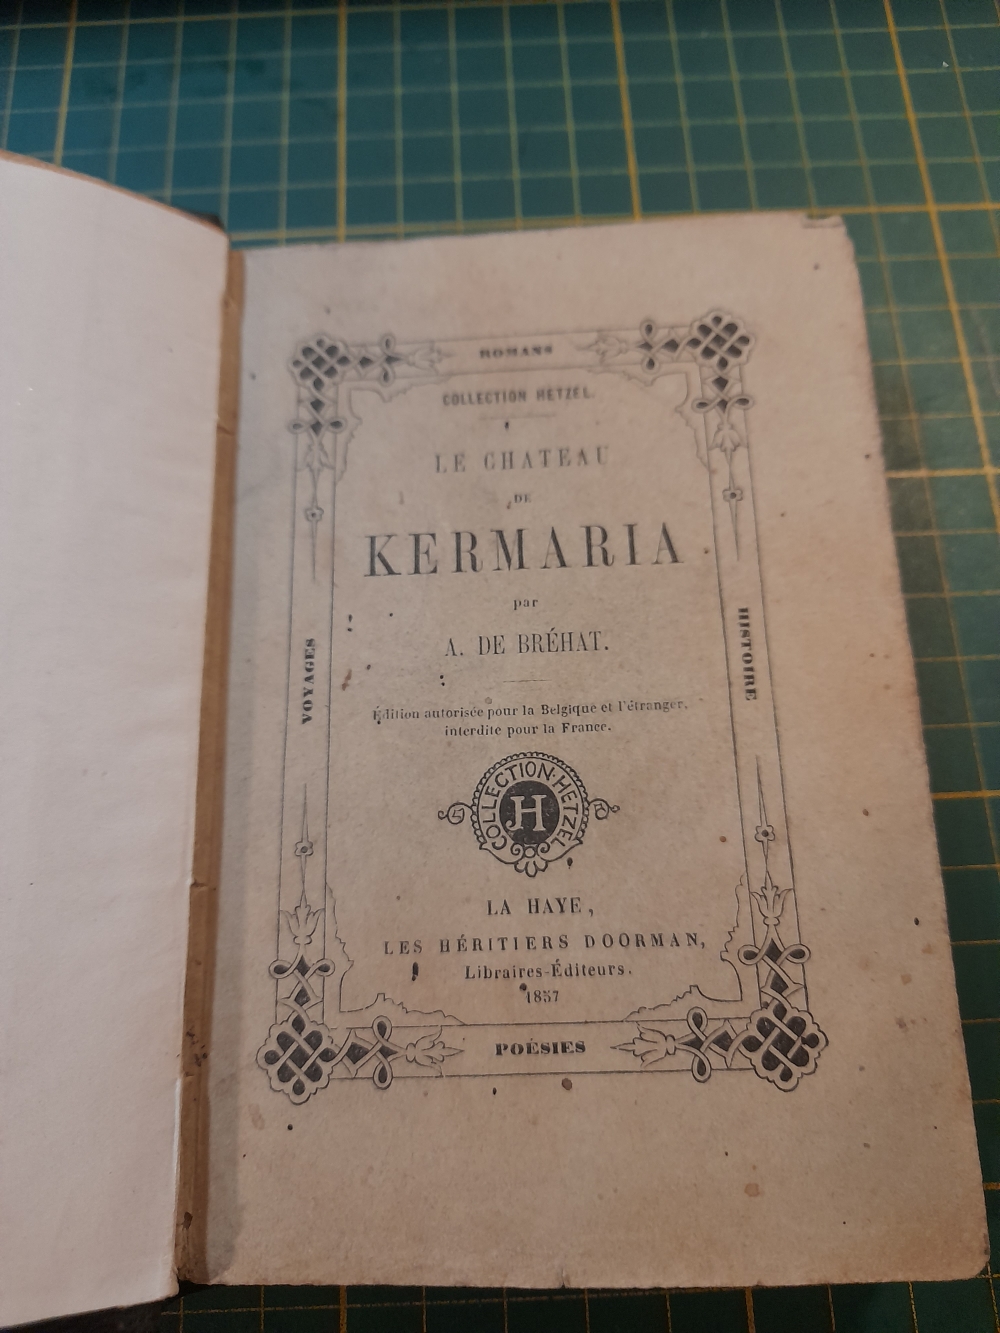 ROMANS
COLLECTION HETZEL.
LE CHATEAU
DE
KERMARIA
par
A. DE BRÉHAT.
Édition autorisée pour la Belgique et l'étranger,
interdite pour la France.
COLLECTION·HETZEL
H
LA HAYE,
LES HÉRITIERS DOORMAN,
Libraires-Éditeurs.
1857
VOYAGES
HISTOIRE
POÉSIES